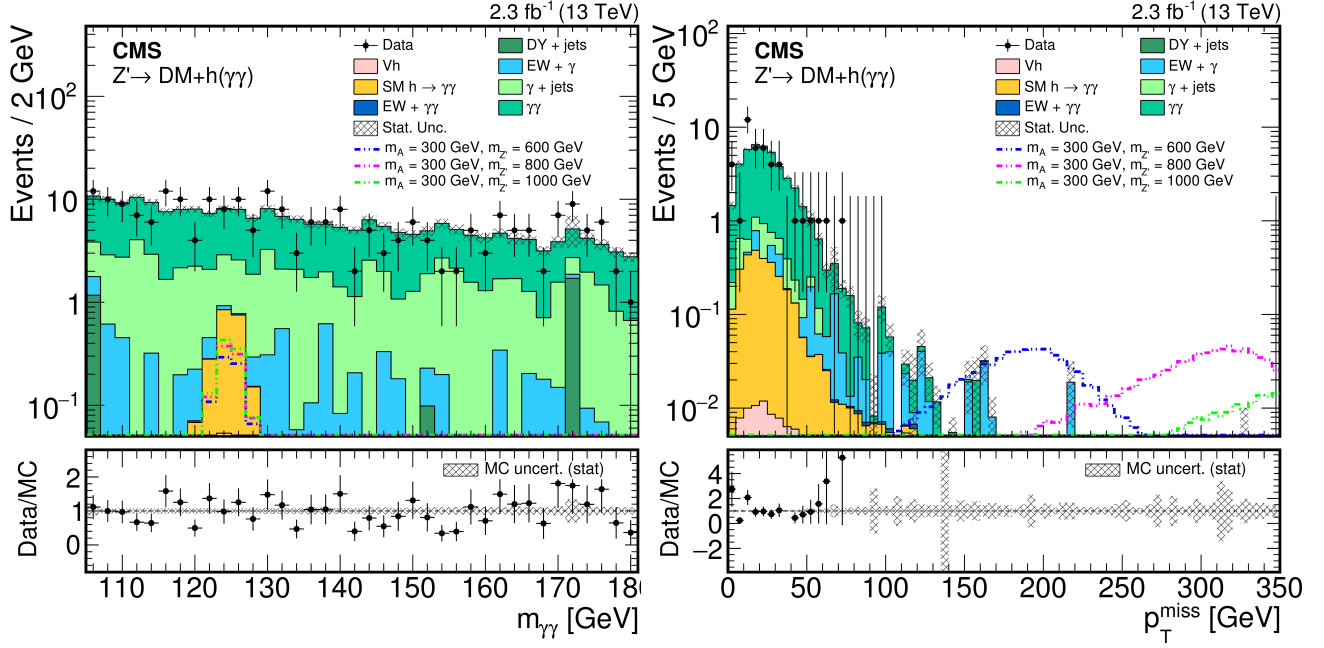 2.3 fb⁻¹ (13 TeV)
CMS
Z'→ DM+h(γγ)
Data
Vh
SM h → γγ
EW + γγ
Stat. Unc.
DY + jets
EW + γ
γ + jets
γγ
m_A = 300 GeV, m_Z' = 600 GeV
m_A = 300 GeV, m_Z' = 800 GeV
m_A = 300 GeV, m_Z' = 1000 GeV
Events / 2 GeV
10²
10
1
10⁻¹
MC uncert. (stat)
Data/MC
2
1
0
110 120 130 140 150 160 170 180
m_γγ [GeV]
2.3 fb⁻¹ (13 TeV)
CMS
Z'→ DM+h(γγ)
Data
Vh
SM h → γγ
EW + γγ
Stat. Unc.
DY + jets
EW + γ
γ + jets
γγ
m_A = 300 GeV, m_Z' = 600 GeV
m_A = 300 GeV, m_Z' = 800 GeV
m_A = 300 GeV, m_Z' = 1000 GeV
Events / 5 GeV
10²
10
1
10⁻¹
10⁻²
MC uncert. (stat)
Data/MC
4
2
0
−2
0 50 100 150 200 250 300 350
p_T^miss [GeV]